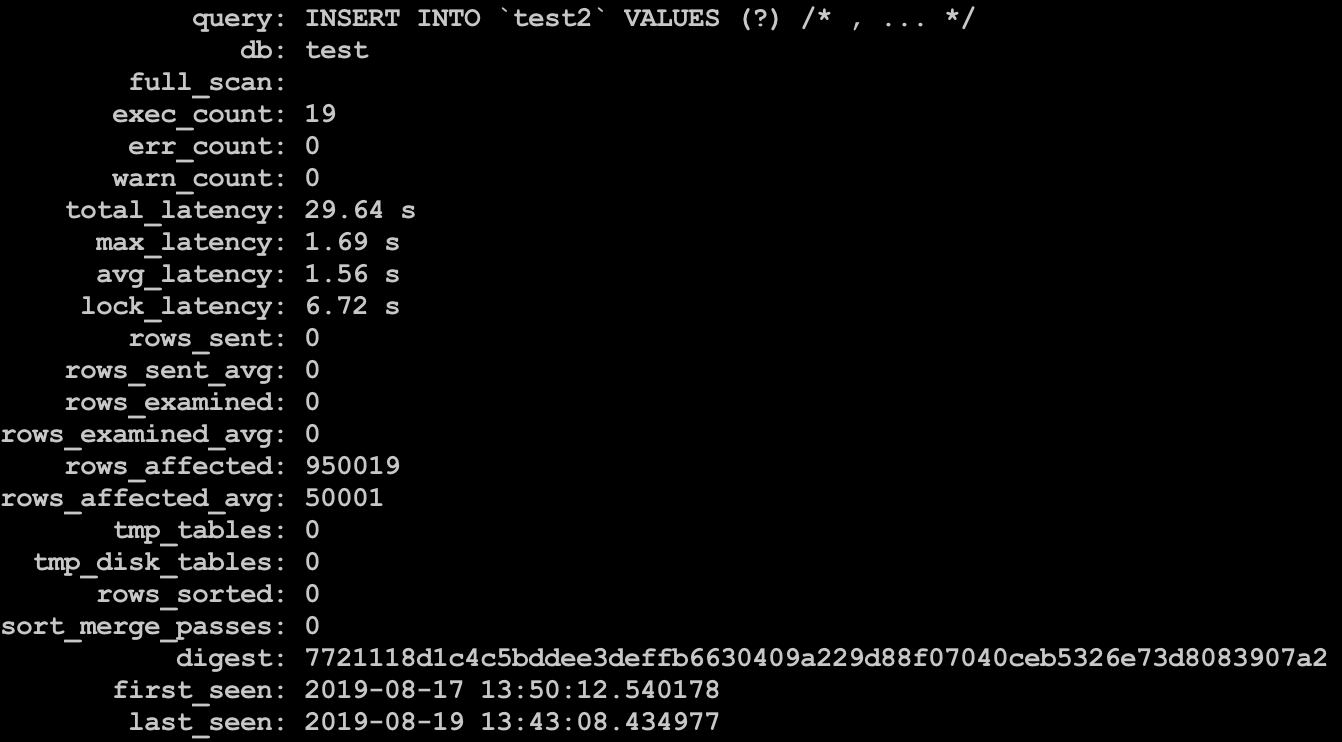 query: INSERT INTO `test2` VALUES (?) /* , ... */
db: test
full_scan:
exec_count: 19
err_count: 0
warn_count: 0
total_latency: 29.64 s
max_latency: 1.69 s
avg_latency: 1.56 s
lock_latency: 6.72 s
rows_sent: 0
rows_sent_avg: 0
rows_examined: 0
rows_examined_avg: 0
rows_affected: 950019
rows_affected_avg: 50001
tmp_tables: 0
tmp_disk_tables: 0
rows_sorted: 0
sort_merge_passes: 0
digest: 7721118d1c4c5bddee3deffb6630409a229d88f07040ceb5326e73d8083907a2
first_seen: 2019-08-17 13:50:12.540178
last_seen: 2019-08-19 13:43:08.434977